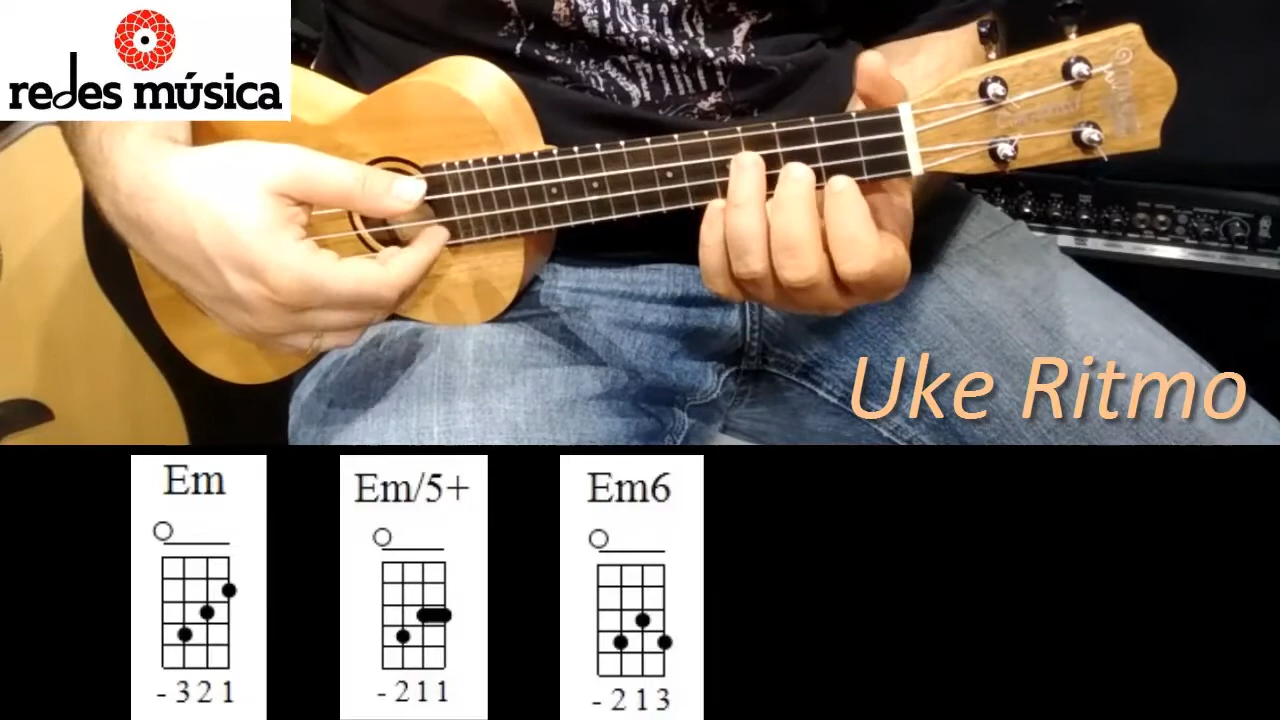 redes música
Uke Ritmo
Em
- 3 2 1
Em/5+
- 2 1 1
Em6
- 2 1 3